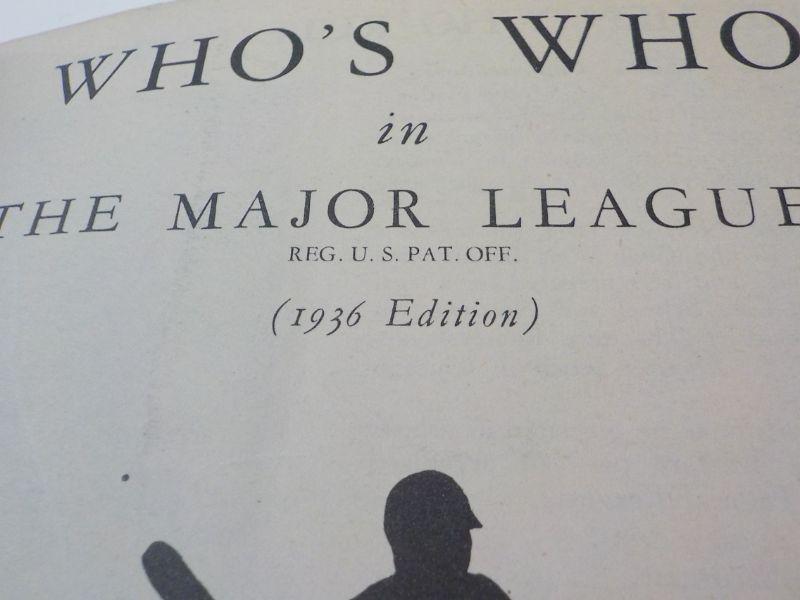 WHO'S WHO
in
THE MAJOR LEAGUE
REG. U. S. PAT. OFF.
(1936 Edition)